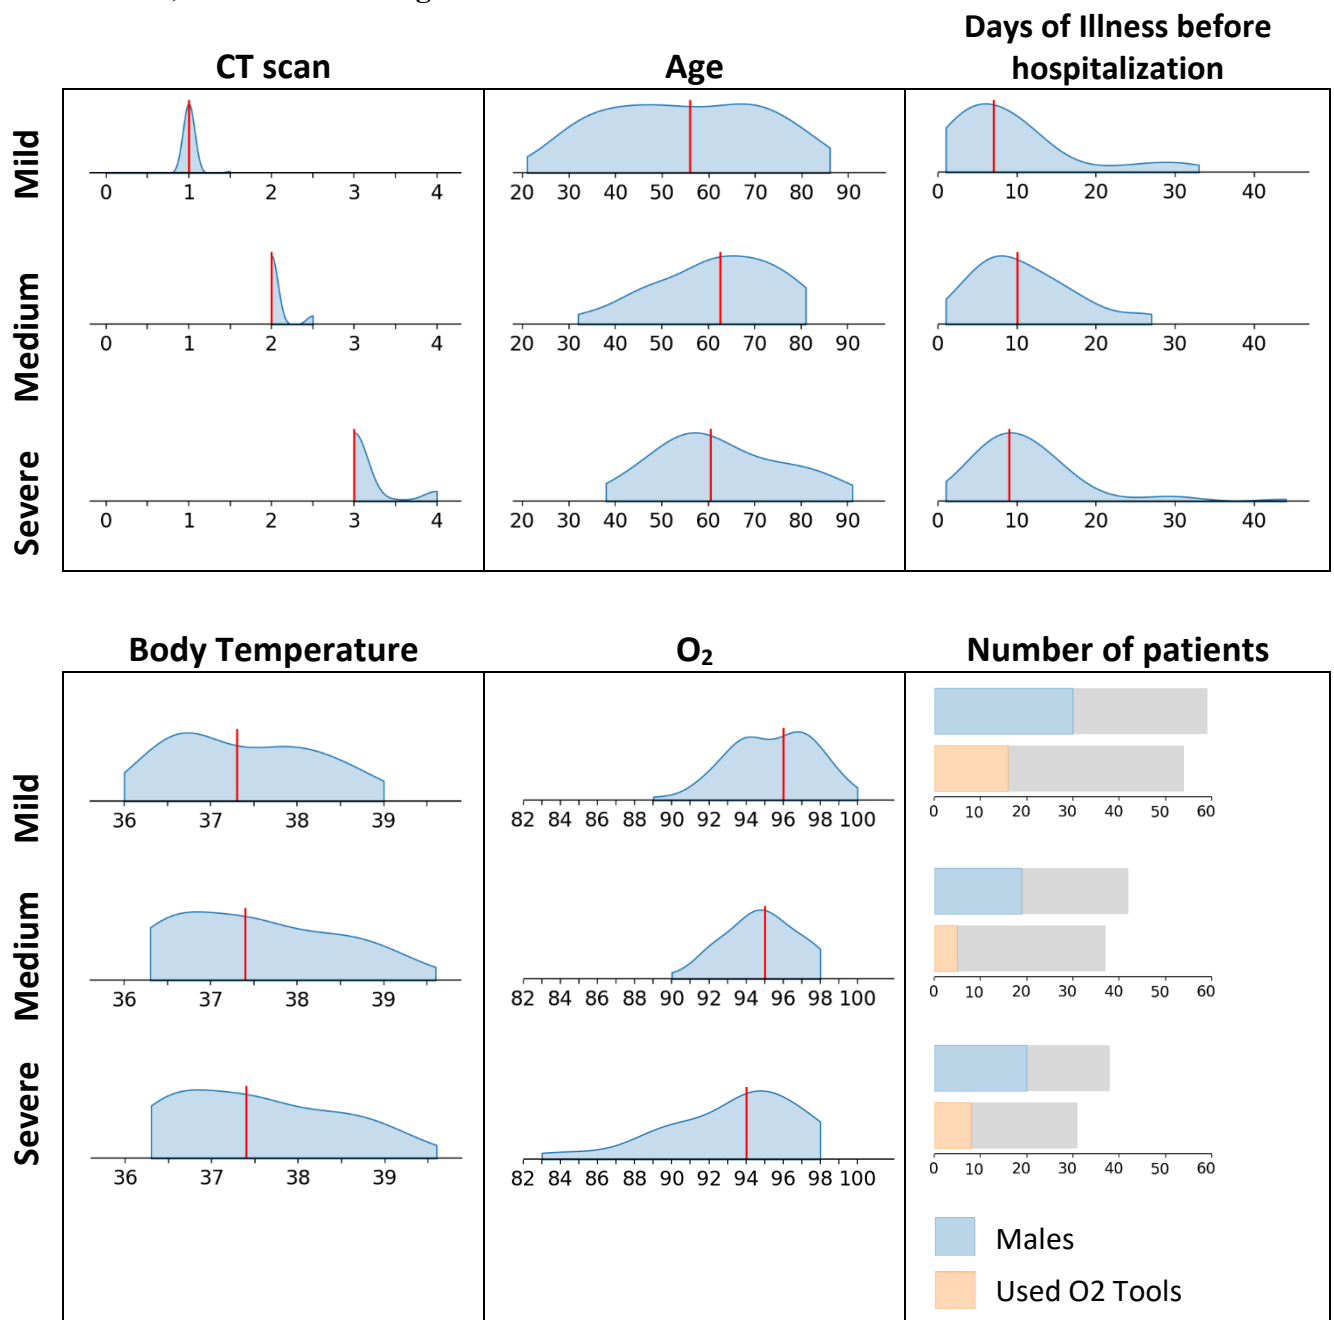 Days of Illness before
CT scan Age hospitalization
Mild
0 1 2 3 4 20 30 40 50 60 70 80 90 0 10 20 30 40
Medium
0 1 2 3 4 20 30 40 50 60 70 80 90 0 10 20 30 40
Severe
0 1 2 3 4 20 30 40 50 60 70 80 90 0 10 20 30 40
Body Temperature O₂ Number of patients
Mild
36 37 38 39 82 84 86 88 90 92 94 96 98 100 0 10 20 30 40 50 60
Medium
36 37 38 39 82 84 86 88 90 92 94 96 98 100 0 10 20 30 40 50 60
Severe
36 37 38 39 82 84 86 88 90 92 94 96 98 100 0 10 20 30 40 50 60
Males
Used O2 Tools